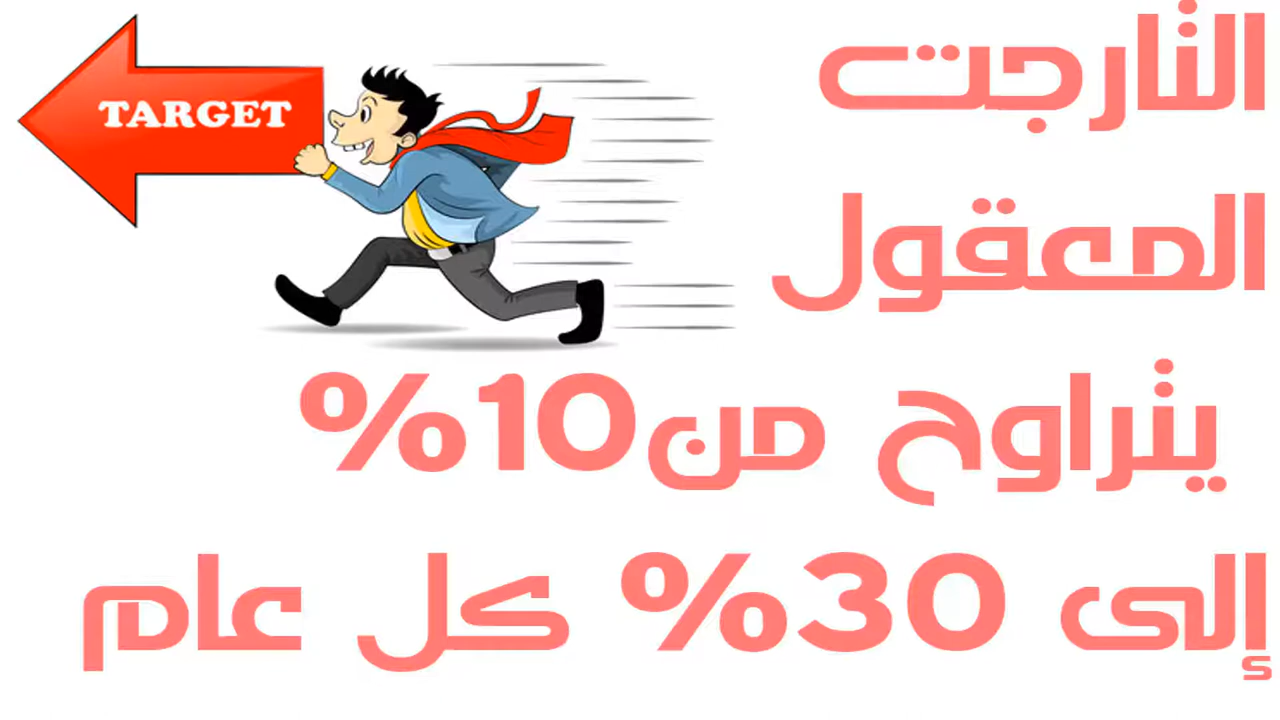 TARGET
التارجت
المعقول
يتراوح من10%
إلى 30% كل عام